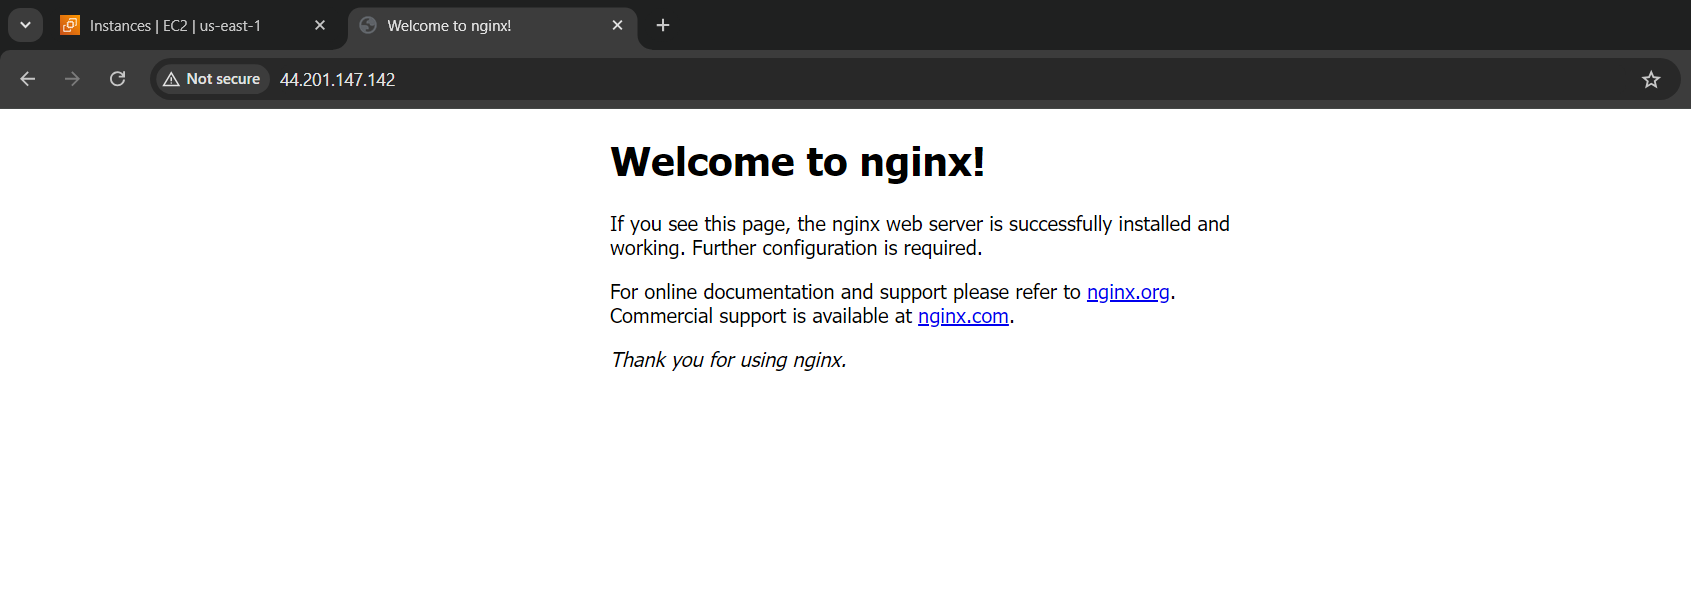 Instances | EC2 | us-east-1
Welcome to nginx!
Not secure 44.201.147.142
Welcome to nginx!
If you see this page, the nginx web server is successfully installed and
working. Further configuration is required.
For online documentation and support please refer to nginx.org.
Commercial support is available at nginx.com.
Thank you for using nginx.